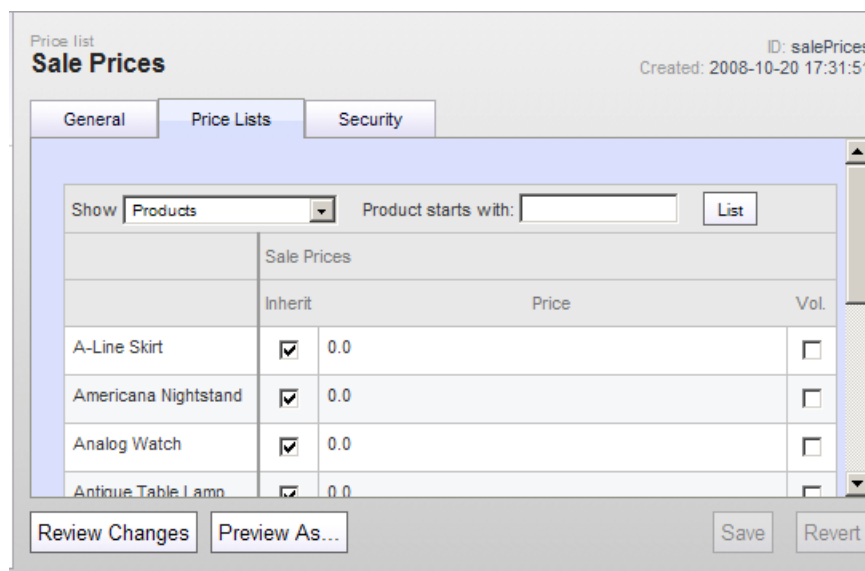 Price list
Sale Prices
ID: salePrices
Created: 2008-10-20 17:31:51
General Price Lists Security
Show Products Product starts with: List
Sale Prices
Inherit Price Vol.
A-Line Skirt 0.0
Americana Nightstand 0.0
Analog Watch 0.0
Antique Table Lamp 0.0
Review Changes Preview As... Save Revert